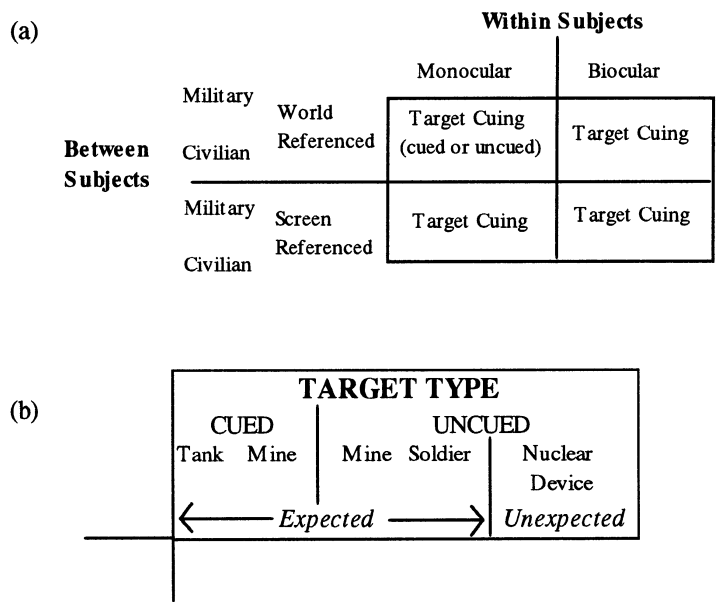 (a)
Within Subjects
Monocular Biocular
Military
World
Referenced
Target Cuing
(cued or uncued)
Target Cuing
Between
Subjects
Civilian
Military
Screen
Referenced
Target Cuing
Target Cuing
Civilian
(b)
TARGET TYPE
CUED UNCUED
Tank Mine Mine Soldier Nuclear
Device
Expected Unexpected